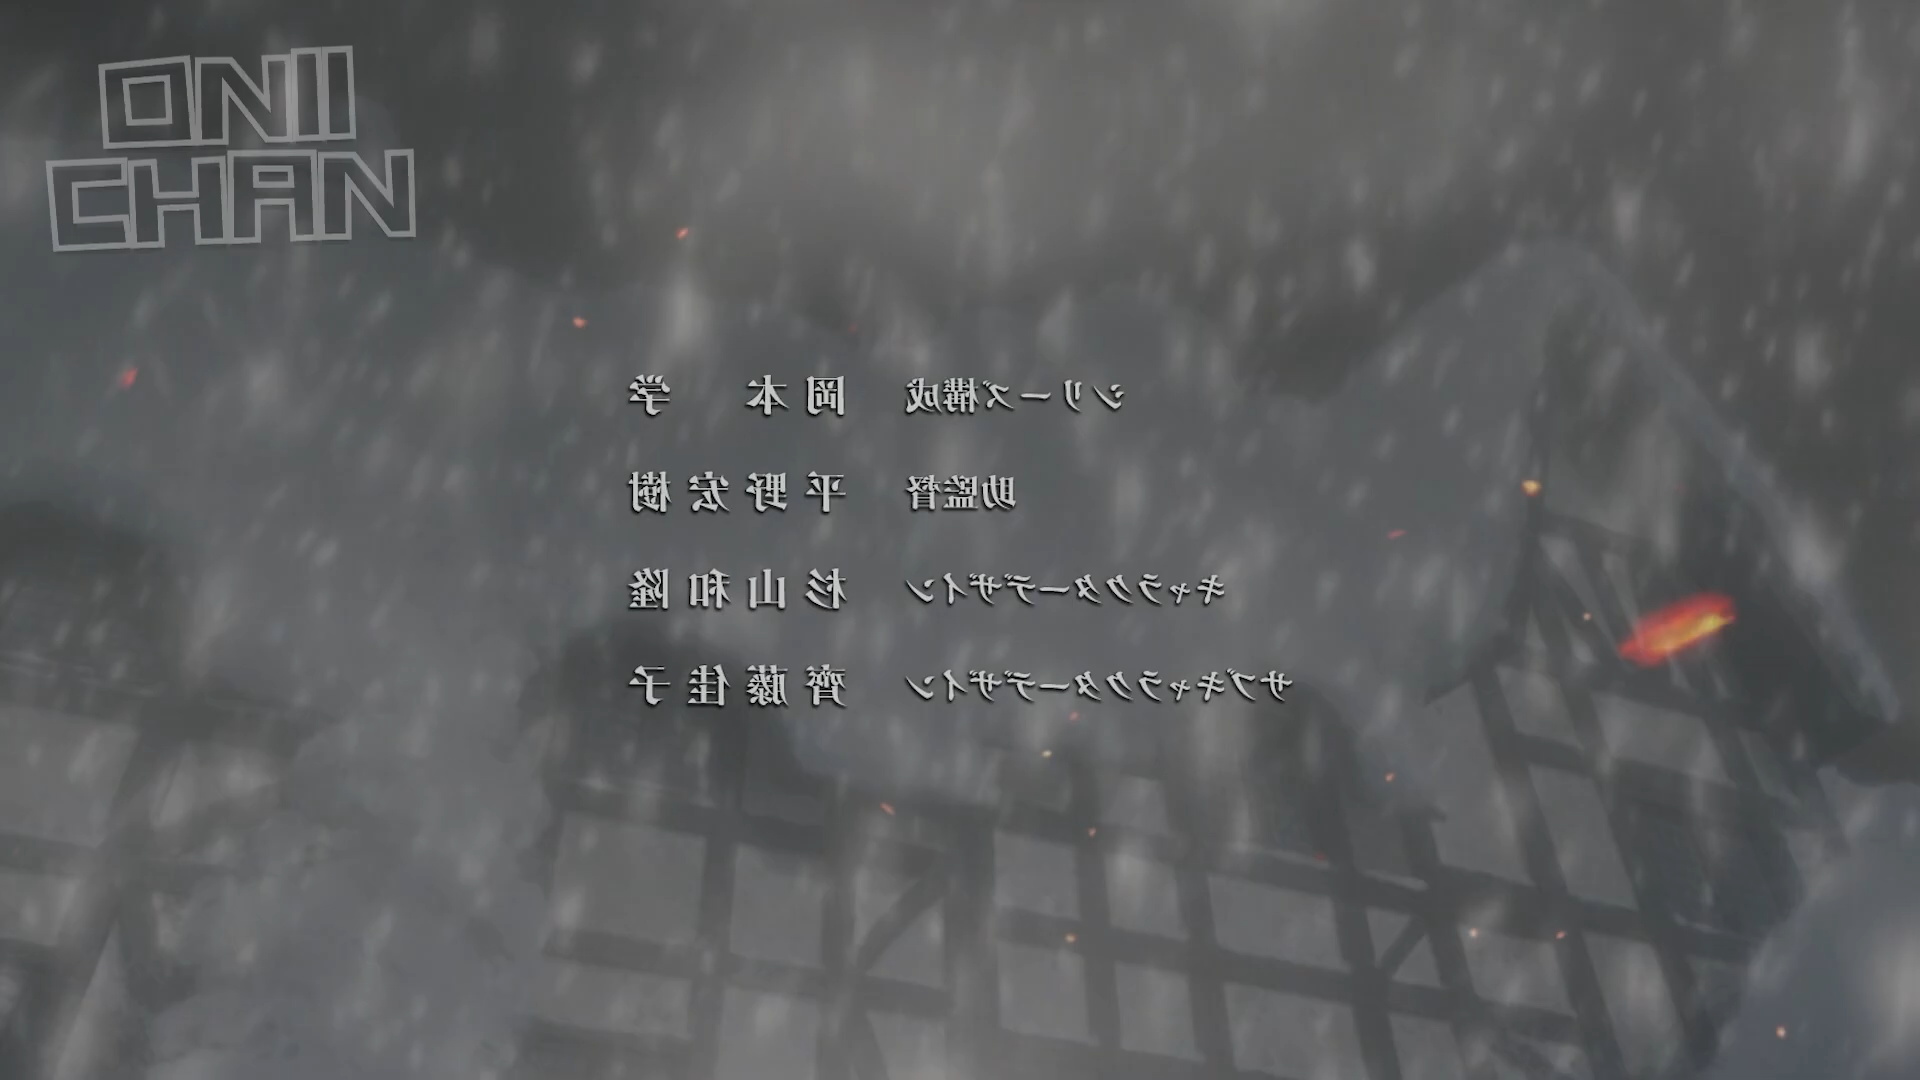 ONII
CHAN
シリーズ構成 岡本 学
助監督 平野宏樹
キャラクターデザイン 杉山和隆
サブキャラクターデザイン 齊藤佳子